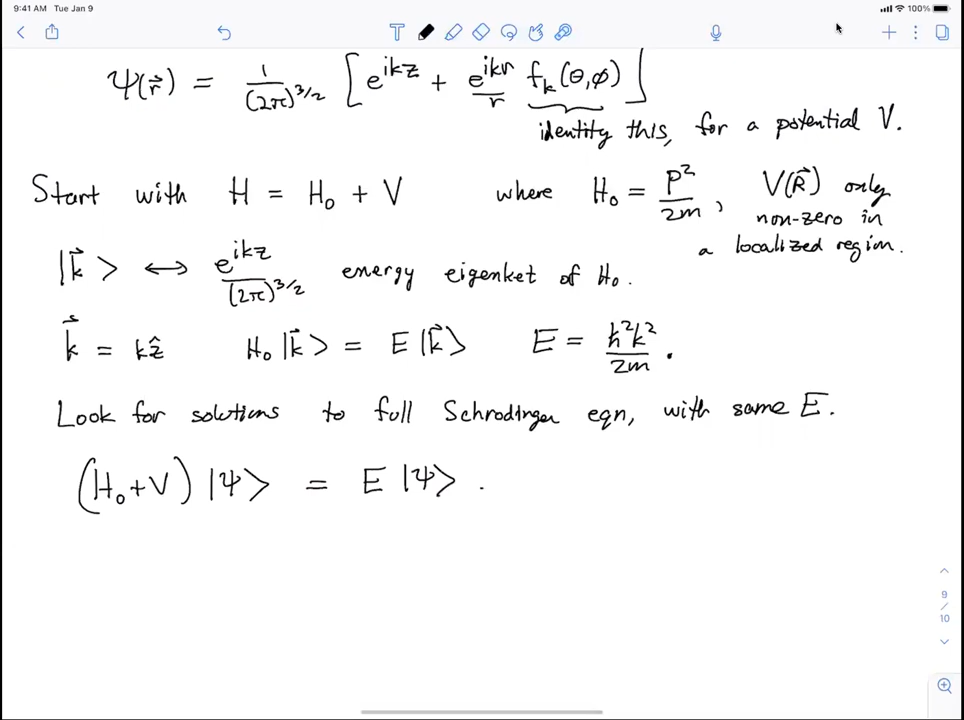 9:41 AM Tue Jan 9
100%
T
Ψ(r⃗) = 1/(2π)^{3/2} [ e^{ikz} + e^{ikr}/r f_k(θ,φ) ]
identity this, for a potential V.
Start with H = H₀ + V where H₀ = P²/2m , V(R⃗) only
non-zero in
a localized region.
|k⃗ > ↔ e^{ikz}/(2π)^{3/2} energy eigenket of H₀.
k⃗ = kẑ H₀ |k⃗ > = E |k⃗ > E = ħ²k²/2m .
Look for solutions to full Schrodinger eqn, with same E.
(H₀+V) |Ψ> = E |Ψ> .
9
/
10